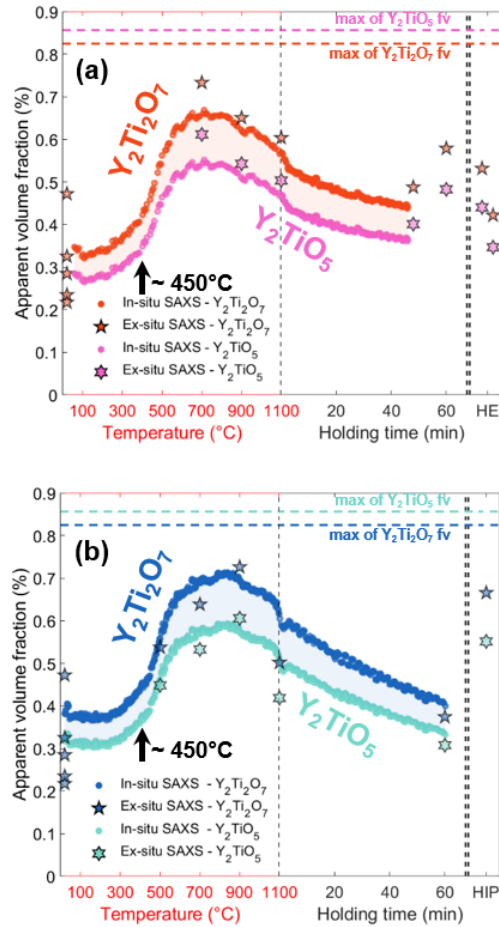 0.9
max of Y₂TiO₅ fv
max of Y₂Ti₂O₇ fv
(a)
0.8
0.7
0.6
0.5
0.4
0.3
0.2
0.1
0
Apparent volume fraction (%)
Y₂Ti₂O₇
Y₂TiO₅
~ 450°C
In-situ SAXS - Y₂Ti₂O₇
Ex-situ SAXS - Y₂Ti₂O₇
In-situ SAXS - Y₂TiO₅
Ex-situ SAXS - Y₂TiO₅
100 300 500 700 900 1100 20 40 60 HE
Temperature (°C) Holding time (min)
0.9
max of Y₂TiO₅ fv
max of Y₂Ti₂O₇ fv
(b)
0.8
0.7
0.6
0.5
0.4
0.3
0.2
0.1
0
Apparent volume fraction (%)
Y₂Ti₂O₇
Y₂TiO₅
~ 450°C
In-situ SAXS - Y₂Ti₂O₇
Ex-situ SAXS - Y₂Ti₂O₇
In-situ SAXS - Y₂TiO₅
Ex-situ SAXS - Y₂TiO₅
100 300 500 700 900 1100 20 40 60 HIP
Temperature (°C) Holding time (min)